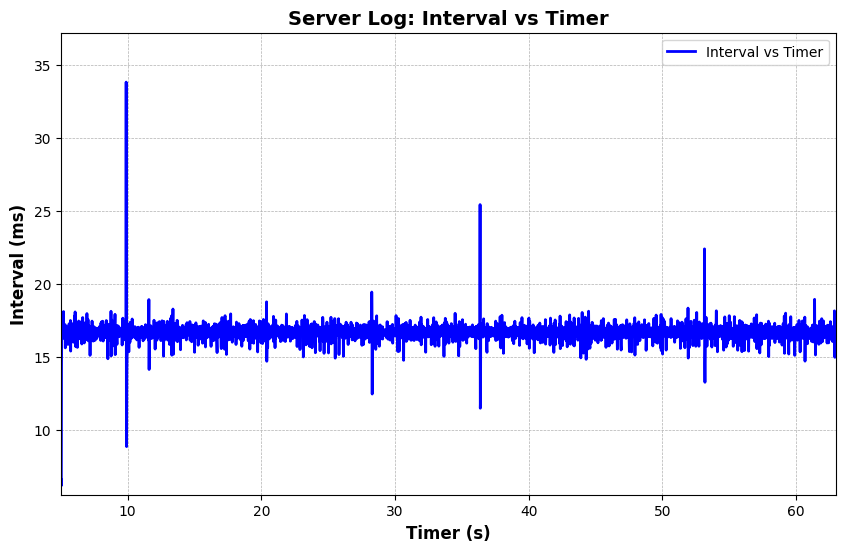 Server Log: Interval vs Timer
Interval vs Timer
35
30
25
20
15
10
Interval (ms)
10 20 30 40 50 60
Timer (s)